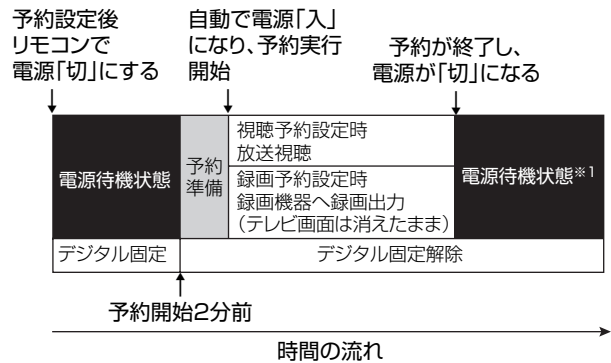 予約設定後
リモコンで
電源「切」にする
自動で電源「入」
になり、予約実行
開始
予約が終了し、
電源が「切」になる
電源待機状態
予約
準備
視聴予約設定時
放送視聴
録画予約設定時
録画機器へ録画出力
(テレビ画面は消えたまま)
電源待機状態※1
デジタル固定
デジタル固定解除
予約開始2分前
時間の流れ